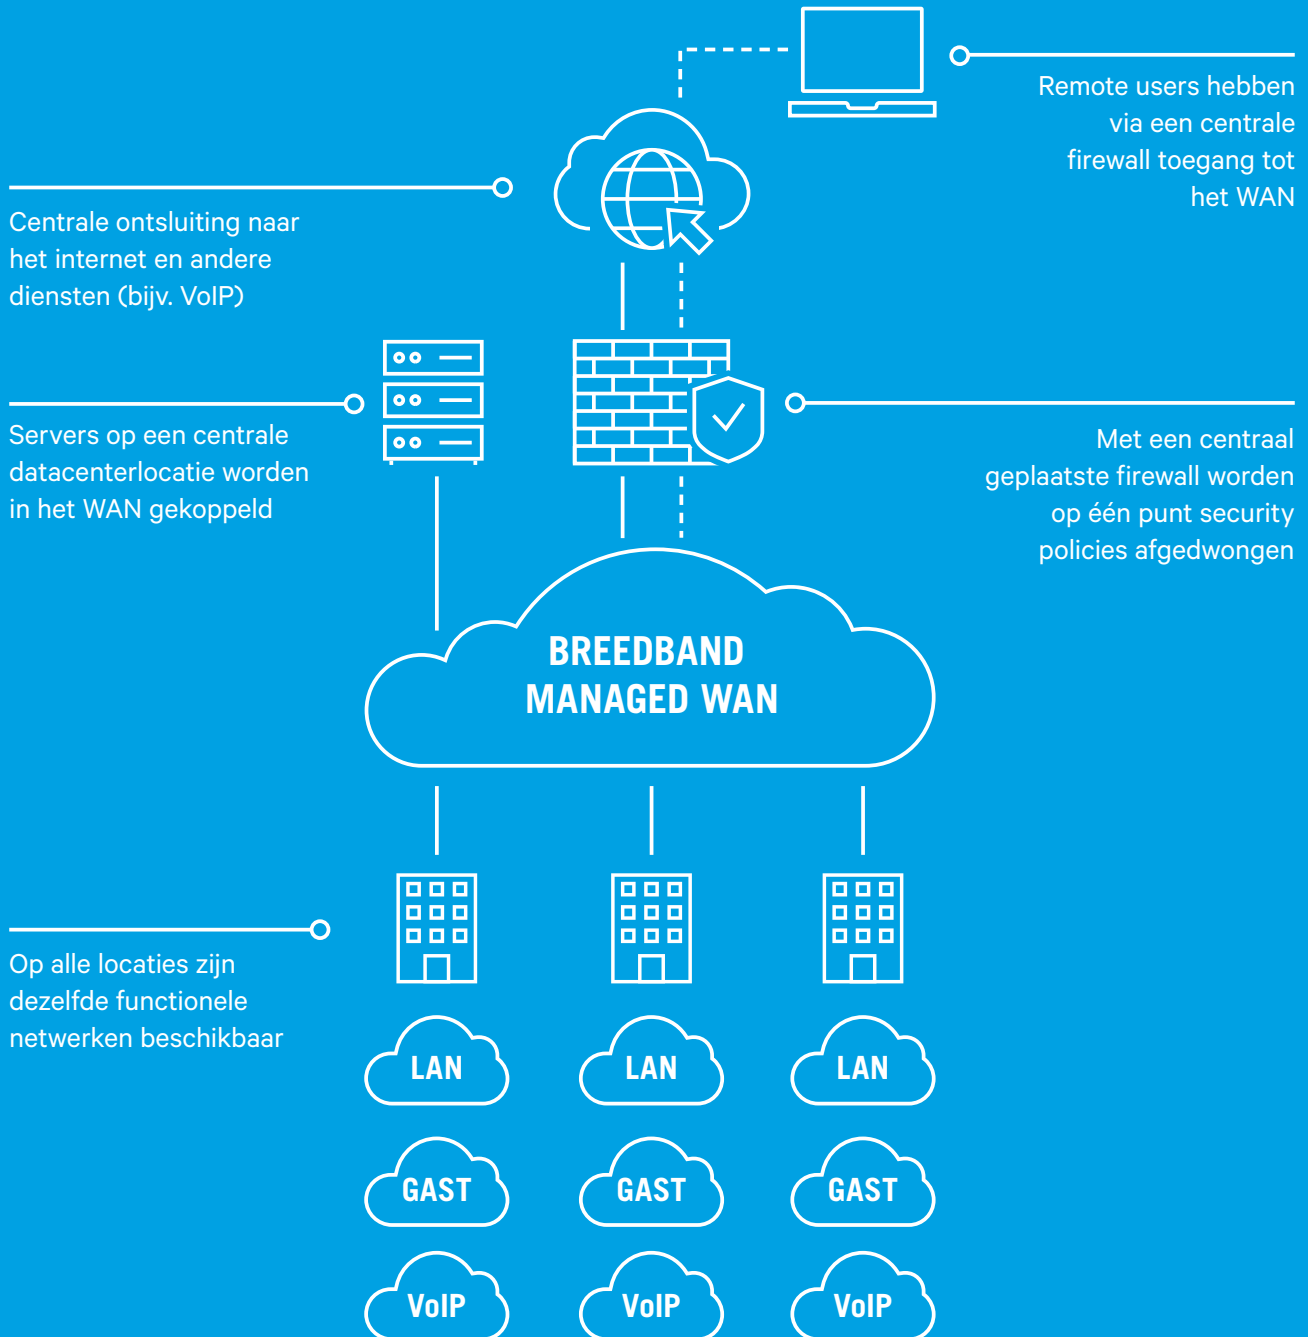 Remote users hebben
via een centrale
firewall toegang tot
het WAN
Centrale ontsluiting naar
het internet en andere
diensten (bijv. VoIP)
Servers op een centrale
datacenterlocatie worden
in het WAN gekoppeld
Met een centraal
geplaatste firewall worden
op één punt security
policies afgedwongen
BREEDBAND
MANAGED WAN
Op alle locaties zijn
dezelfde functionele
netwerken beschikbaar
LAN LAN LAN
GAST GAST GAST
VoIP VoIP VoIP